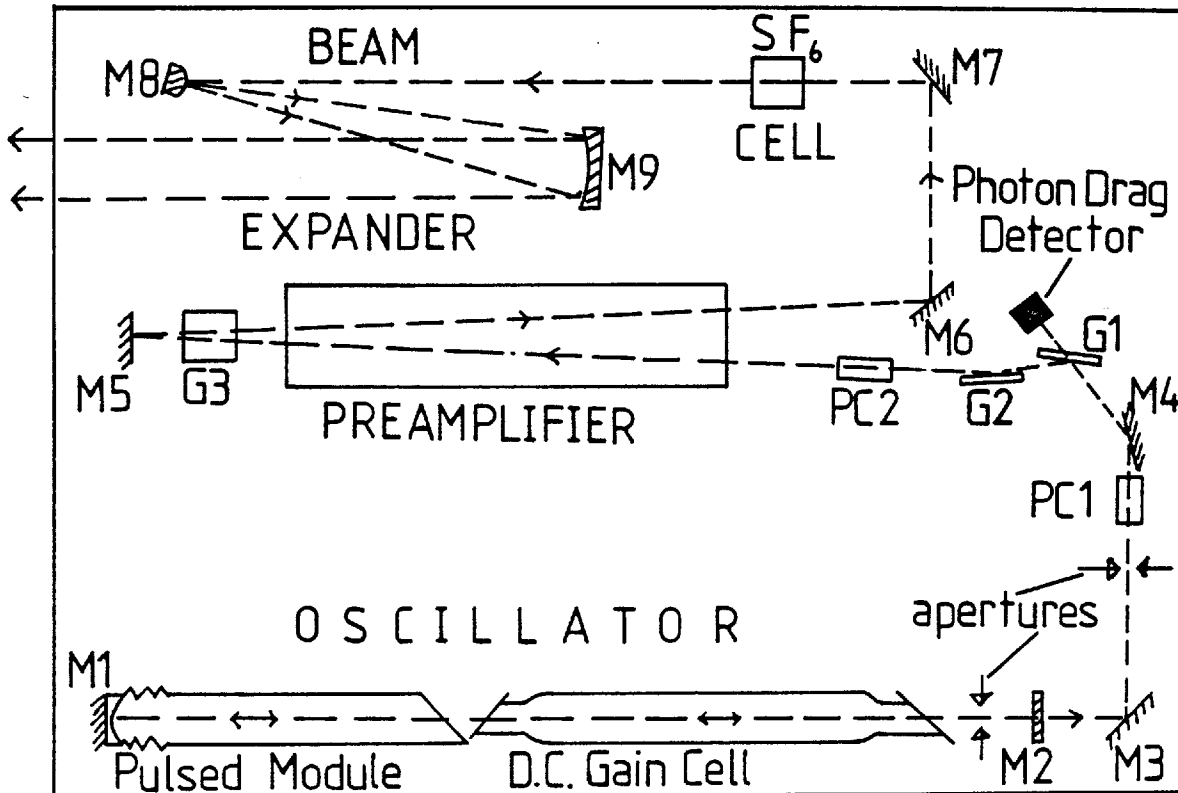 BEAM
SF₆
M8
M7
CELL
M9
Photon Drag
Detector
EXPANDER
M6
G1
M5
G3
PC2
G2
M4
PREAMPLIFIER
PC1
apertures
OSCILLATOR
M1
Pulsed Module
D.C. Gain Cell
M2
M3